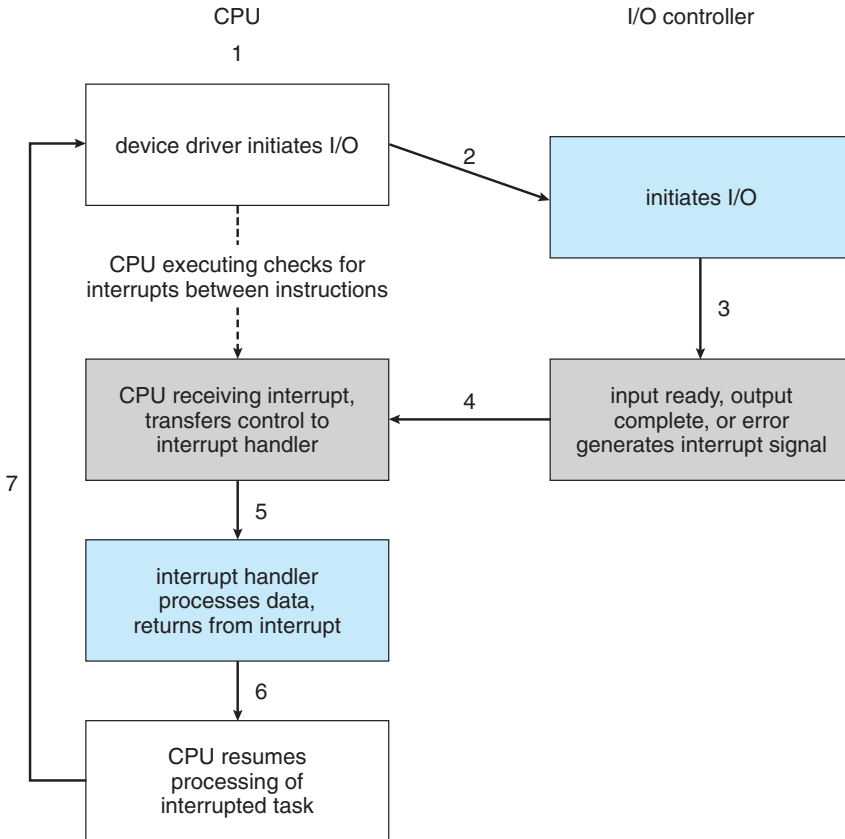 CPU
I/O controller
1
device driver initiates I/O
2
initiates I/O
CPU executing checks for
interrupts between instructions
3
CPU receiving interrupt,
transfers control to
interrupt handler
4
input ready, output
complete, or error
generates interrupt signal
7
5
interrupt handler
processes data,
returns from interrupt
6
CPU resumes
processing of
interrupted task